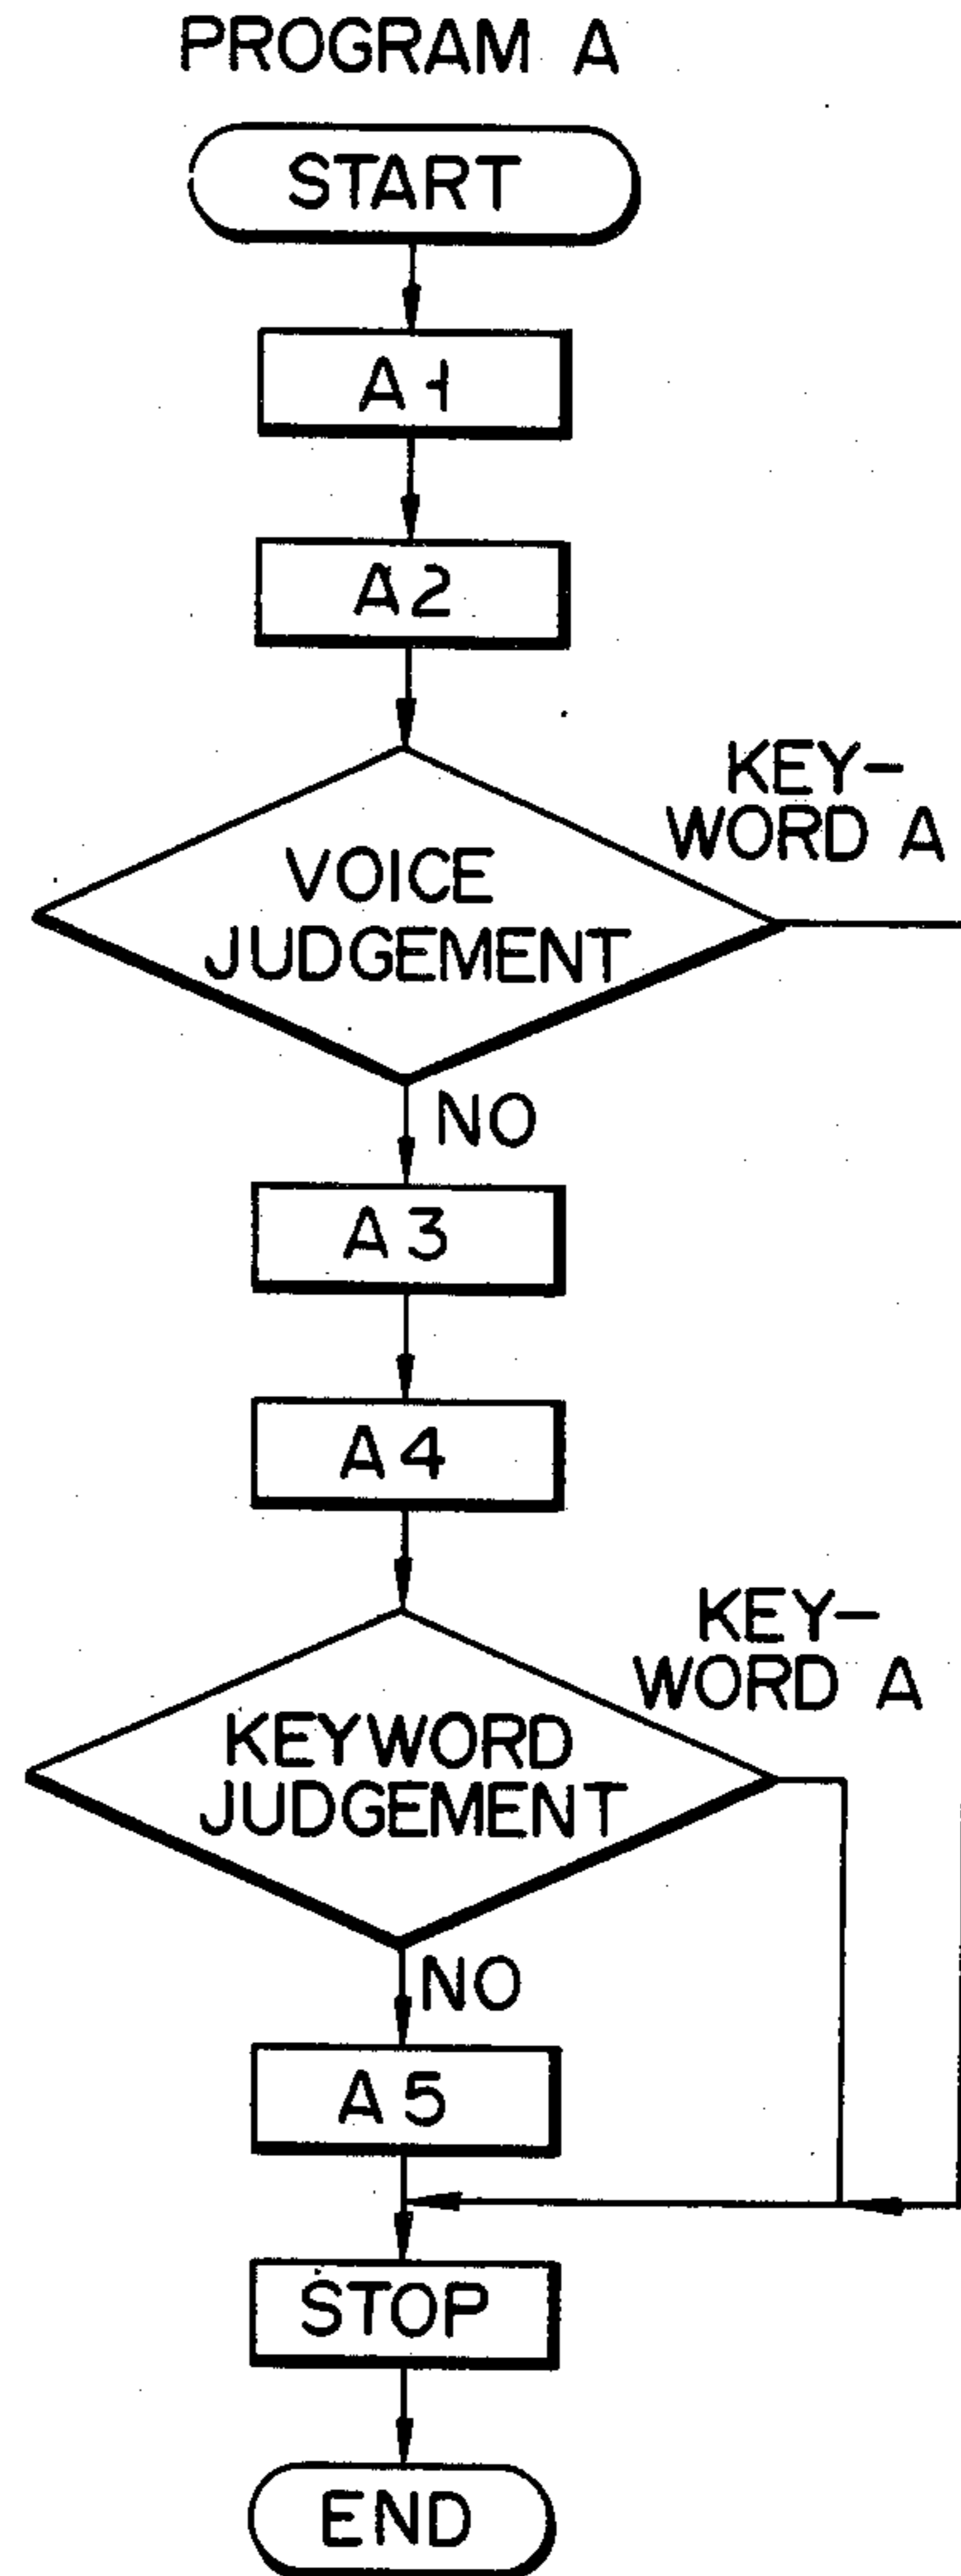 PROGRAM A
START
A1
A2
KEY-
WORD A
VOICE
JUDGEMENT
NO
A3
A4
KEY-
WORD A
KEYWORD
JUDGEMENT
NO
A5
STOP
END